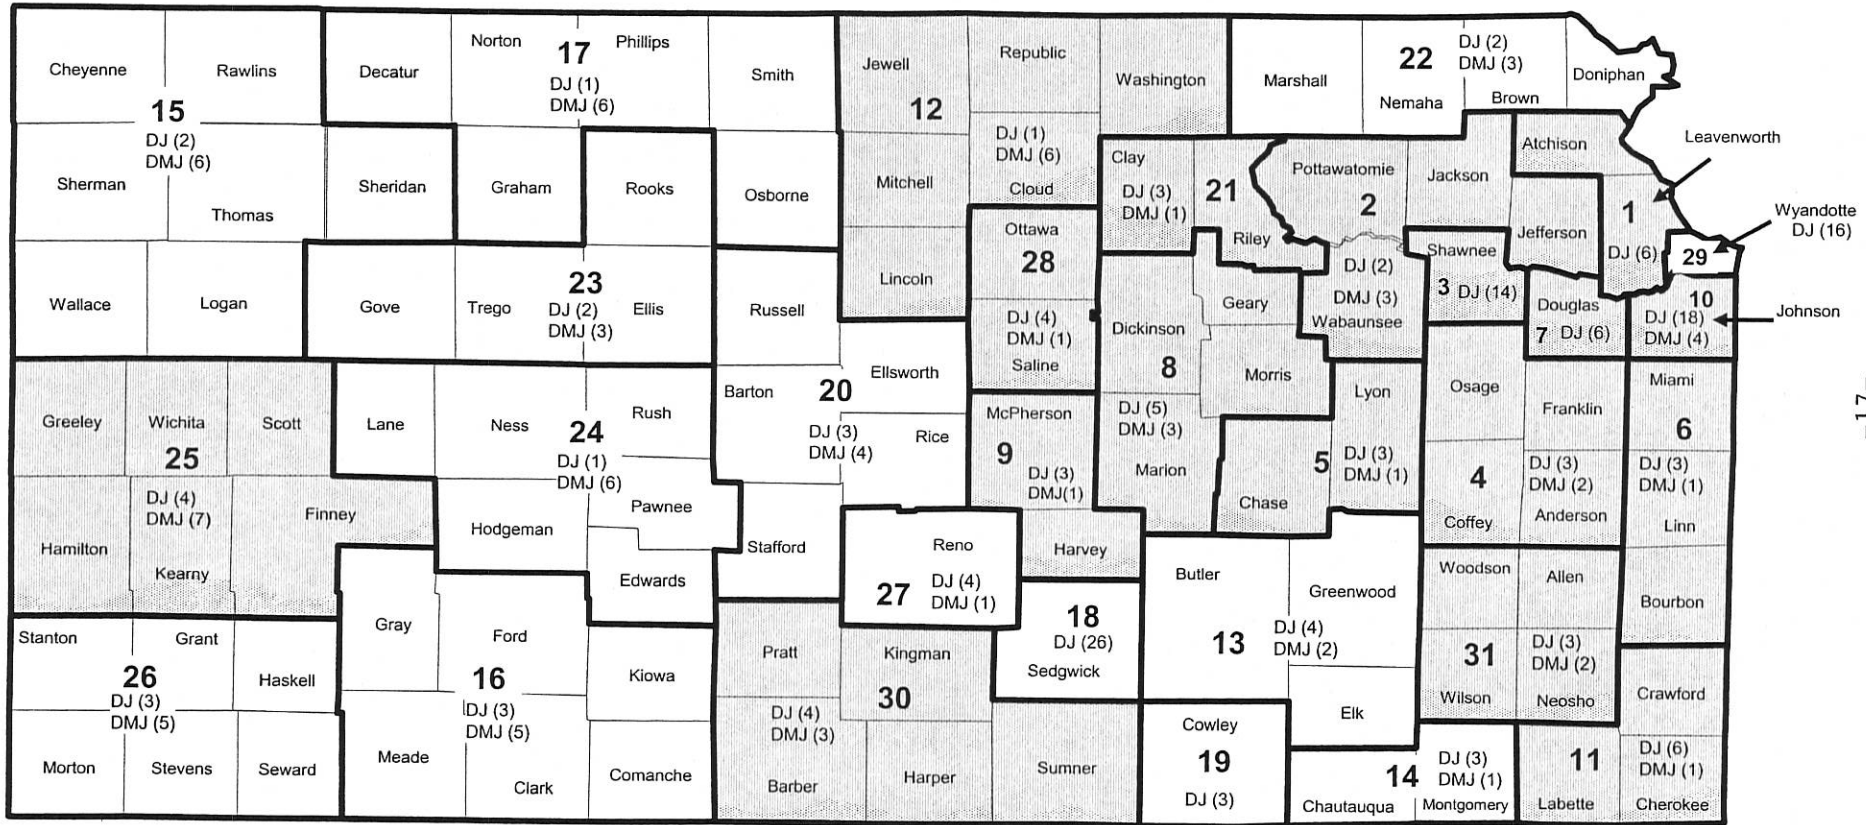 Cheyenne
Rawlins
15
DJ (2)
DMJ (6)
Sherman
Thomas
Wallace
Logan
Decatur
Norton
17
Phillips
DJ (1)
DMJ (6)
Smith
Sheridan
Graham
Rooks
Osborne
Gove
Trego
23
DJ (2)
DMJ (3)
Ellis
Jewell
Republic
Washington
12
DJ (1)
DMJ (6)
Cloud
Mitchell
Lincoln
Marshall
22
DJ (2)
DMJ (3)
Nemaha
Brown
Doniphan
Clay
DJ (3)
DMJ (1)
21
Riley
Pottawatomie
2
Jackson
Atchison
Jefferson
Leavenworth
1
DJ (6)
Wyandotte
DJ (16)
29
DJ (2)
DMJ (3)
Wabaunsee
Shawnee
3 DJ (14)
Douglas
7 DJ (6)
10
DJ (18)
DMJ (4)
Johnson
Ottawa
28
DJ (4)
DMJ (1)
Saline
Dickinson
Geary
8
Morris
DJ (5)
DMJ (3)
Marion
Russell
Barton
20
Ellsworth
DJ (3)
DMJ (4)
Rice
Stafford
McPherson
9
DJ (3)
DMJ(1)
Harvey
Lyon
5
DJ (3)
DMJ (1)
Chase
Osage
Franklin
4
DJ (3)
DMJ (2)
Coffey
Anderson
Miami
6
DJ (3)
DMJ (1)
Linn
Bourbon
-17-
Greeley
Wichita
Scott
25
DJ (4)
DMJ (7)
Finney
Hamilton
Kearny
Lane
Ness
Rush
24
DJ (1)
DMJ (6)
Pawnee
Hodgeman
Edwards
Stanton
Grant
26
Haskell
DJ (3)
DMJ (5)
Morton
Stevens
Seward
Gray
Ford
16
Kiowa
DJ (3)
DMJ (5)
Meade
Clark
Comanche
Pratt
Kingman
30
DJ (4)
DMJ (3)
Barber
Harper
Sumner
Reno
27
DJ (4)
DMJ (1)
18
DJ (26)
Sedgwick
Butler
Greenwood
13
DJ (4)
DMJ (2)
Elk
Cowley
19
DJ (3)
14
DJ (3)
DMJ (1)
Chautauqua
Montgomery
Woodson
Allen
31
DJ (3)
DMJ (2)
Wilson
Neosho
Crawford
11
DJ (6)
DMJ (1)
Labette
Cherokee